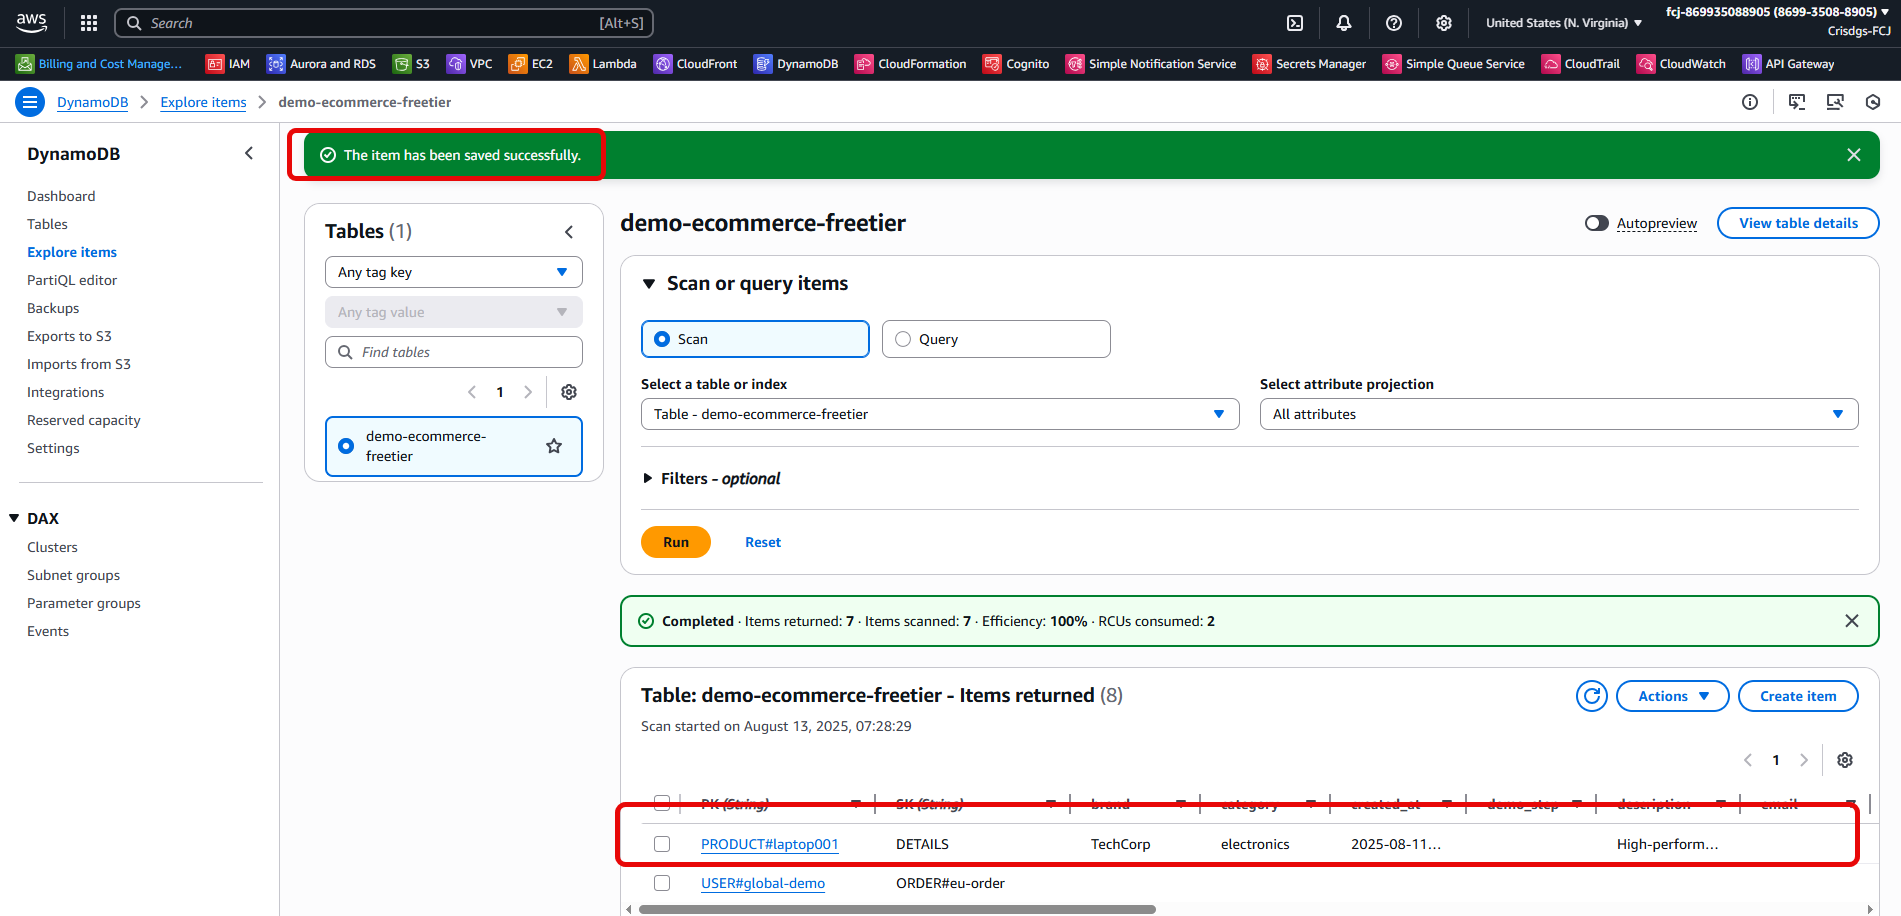 aws
Search [Alt+S]
United States (N. Virginia)
fcj-869935088905 (8699-3508-8905)
Crisdgs-FCJ
Billing and Cost Manage... IAM Aurora and RDS S3 VPC EC2 Lambda CloudFront DynamoDB CloudFormation Cognito Simple Notification Service Secrets Manager Simple Queue Service CloudTrail CloudWatch API Gateway
DynamoDB Explore items demo-ecommerce-freetier
DynamoDB
Dashboard
Tables
Explore items
PartiQL editor
Backups
Exports to S3
Imports from S3
Integrations
Reserved capacity
Settings
DAX
Clusters
Subnet groups
Parameter groups
Events
The item has been saved successfully.
Tables (1)
Any tag key
Any tag value
Find tables
1
demo-ecommerce-
freetier
demo-ecommerce-freetier
Autopreview
View table details
Scan or query items
Scan Query
Select a table or index Select attribute projection
Table - demo-ecommerce-freetier All attributes
Filters - optional
Run Reset
Completed · Items returned: 7 · Items scanned: 7 · Efficiency: 100% · RCUs consumed: 2
Table: demo-ecommerce-freetier - Items returned (8)
Actions Create item
Scan started on August 13, 2025, 07:28:29
1
PK (String) SK (String) brand category created_at demo_step description email
PRODUCT#laptop001 DETAILS TechCorp electronics 2025-08-11... High-perform...
USER#global-demo ORDER#eu-order